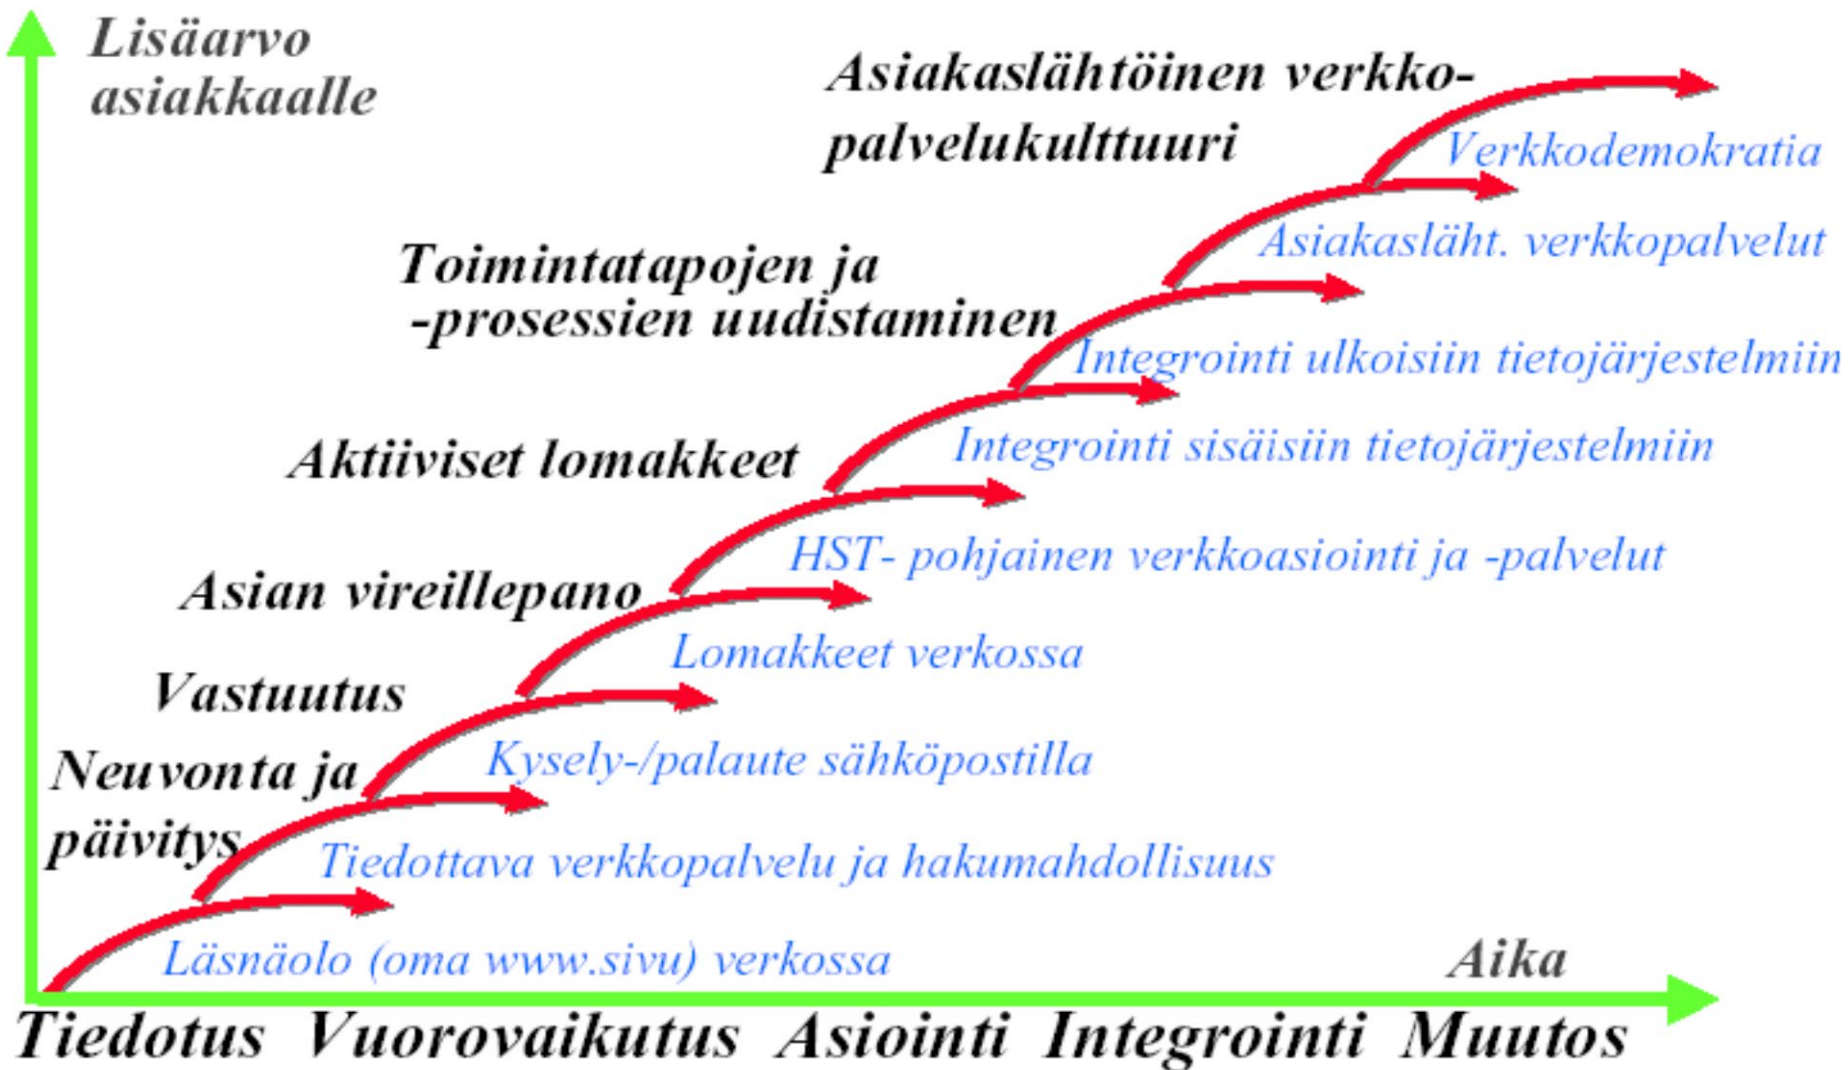 Lisäarvo
asiakkaalle
Asiakaslähtöinen verkko-
palvelukulttuuri
Verkkodemokratia
Asiakasläht. verkkopalvelut
Toimintatapojen ja
-prosessien uudistaminen
Integrointi ulkoisiin tietojärjestelmiin
Integrointi sisäisiin tietojärjestelmiin
Aktiiviset lomakkeet
HST- pohjainen verkkoasiointi ja -palvelut
Asian vireillepano
Lomakkeet verkossa
Vastuutus
Kysely-/palaute sähköpostilla
Neuvonta ja
päivitys
Tiedottava verkkopalvelu ja hakumahdollisuus
Läsnäolo (oma www.sivu) verkossa
Aika
Tiedotus Vuorovaikutus Asiointi Integrointi Muutos